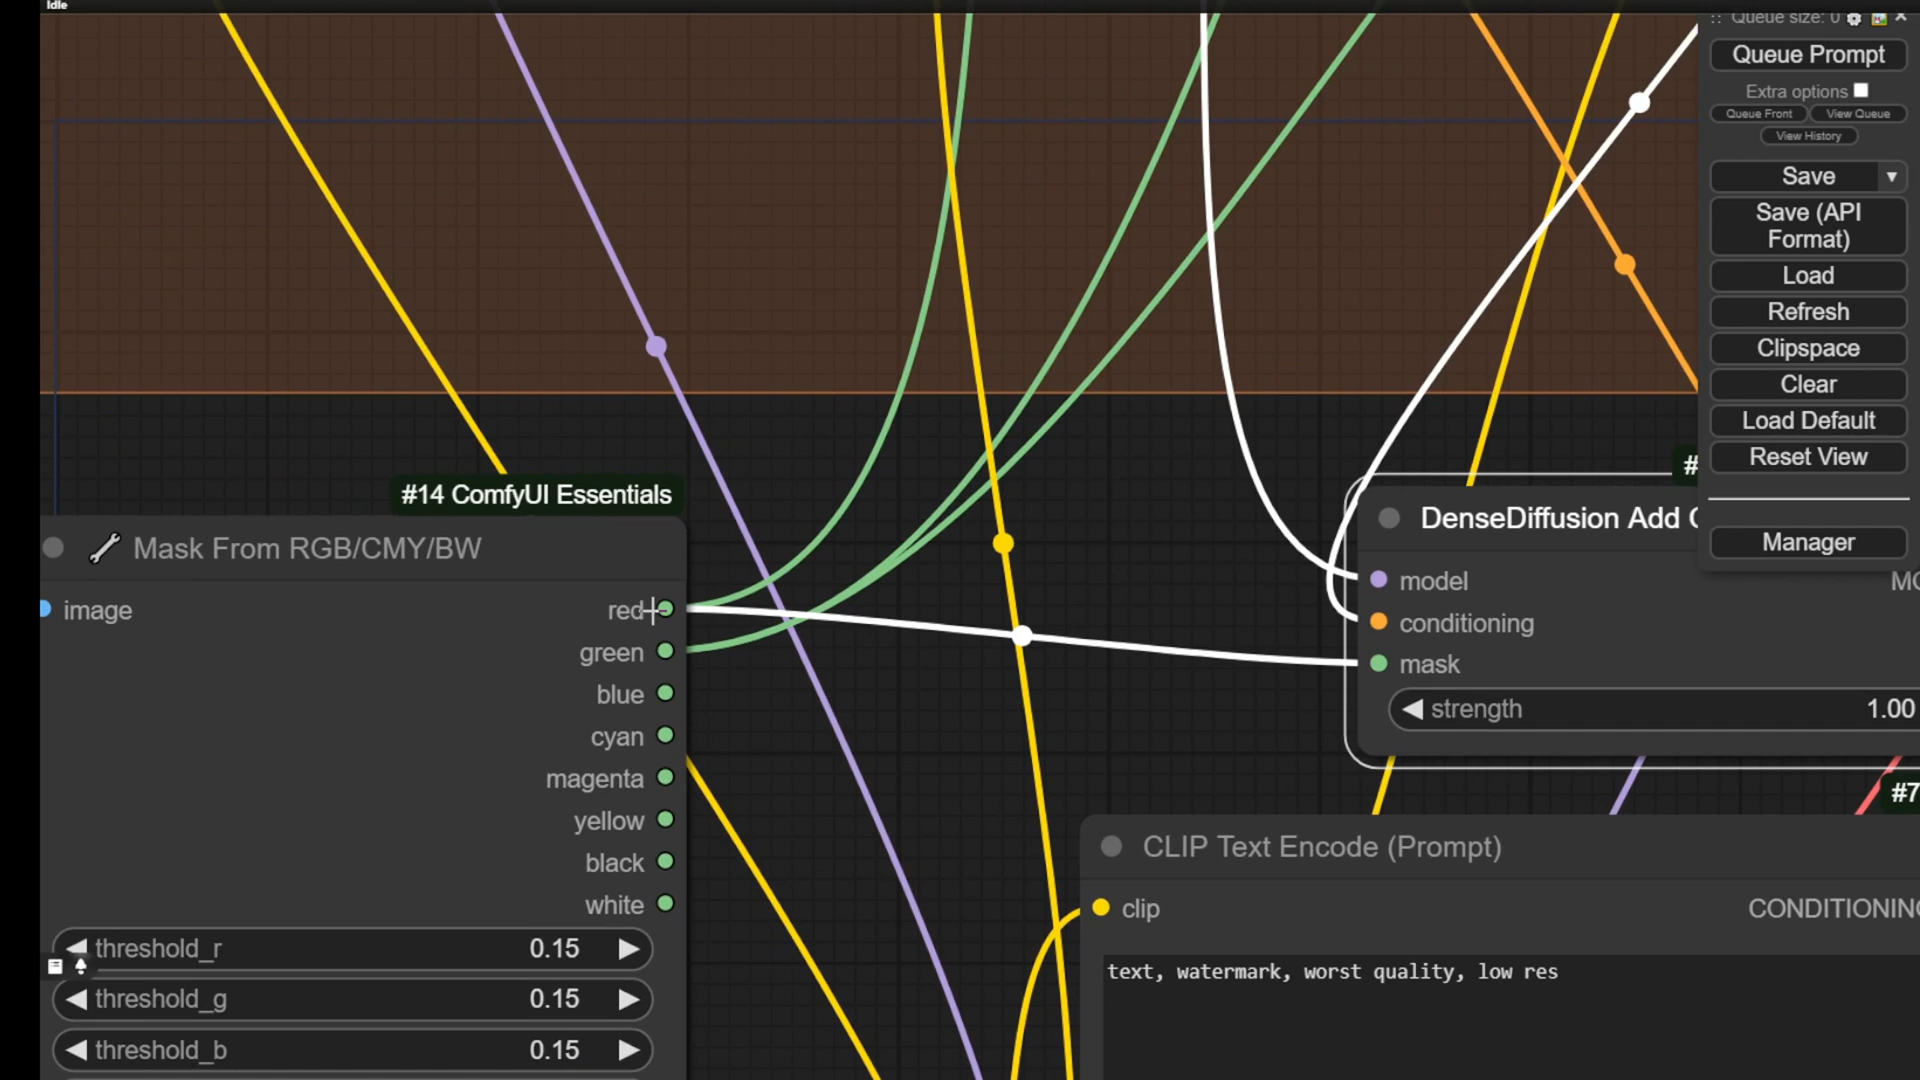 Idle
Queue size: 0
Queue Prompt
Extra options
Queue Front
View Queue
View History
Save
Save (API
Format)
Load
Refresh
Clipspace
Clear
Load Default
Reset View
Manager
#14 ComfyUI Essentials
Mask From RGB/CMY/BW
image
red
green
blue
cyan
magenta
yellow
black
white
threshold_r 0.15
threshold_g 0.15
threshold_b 0.15
#
DenseDiffusion Add C
model
MO
conditioning
mask
strength 1.00
#7
CLIP Text Encode (Prompt)
clip
CONDITIONING
text, watermark, worst quality, low res